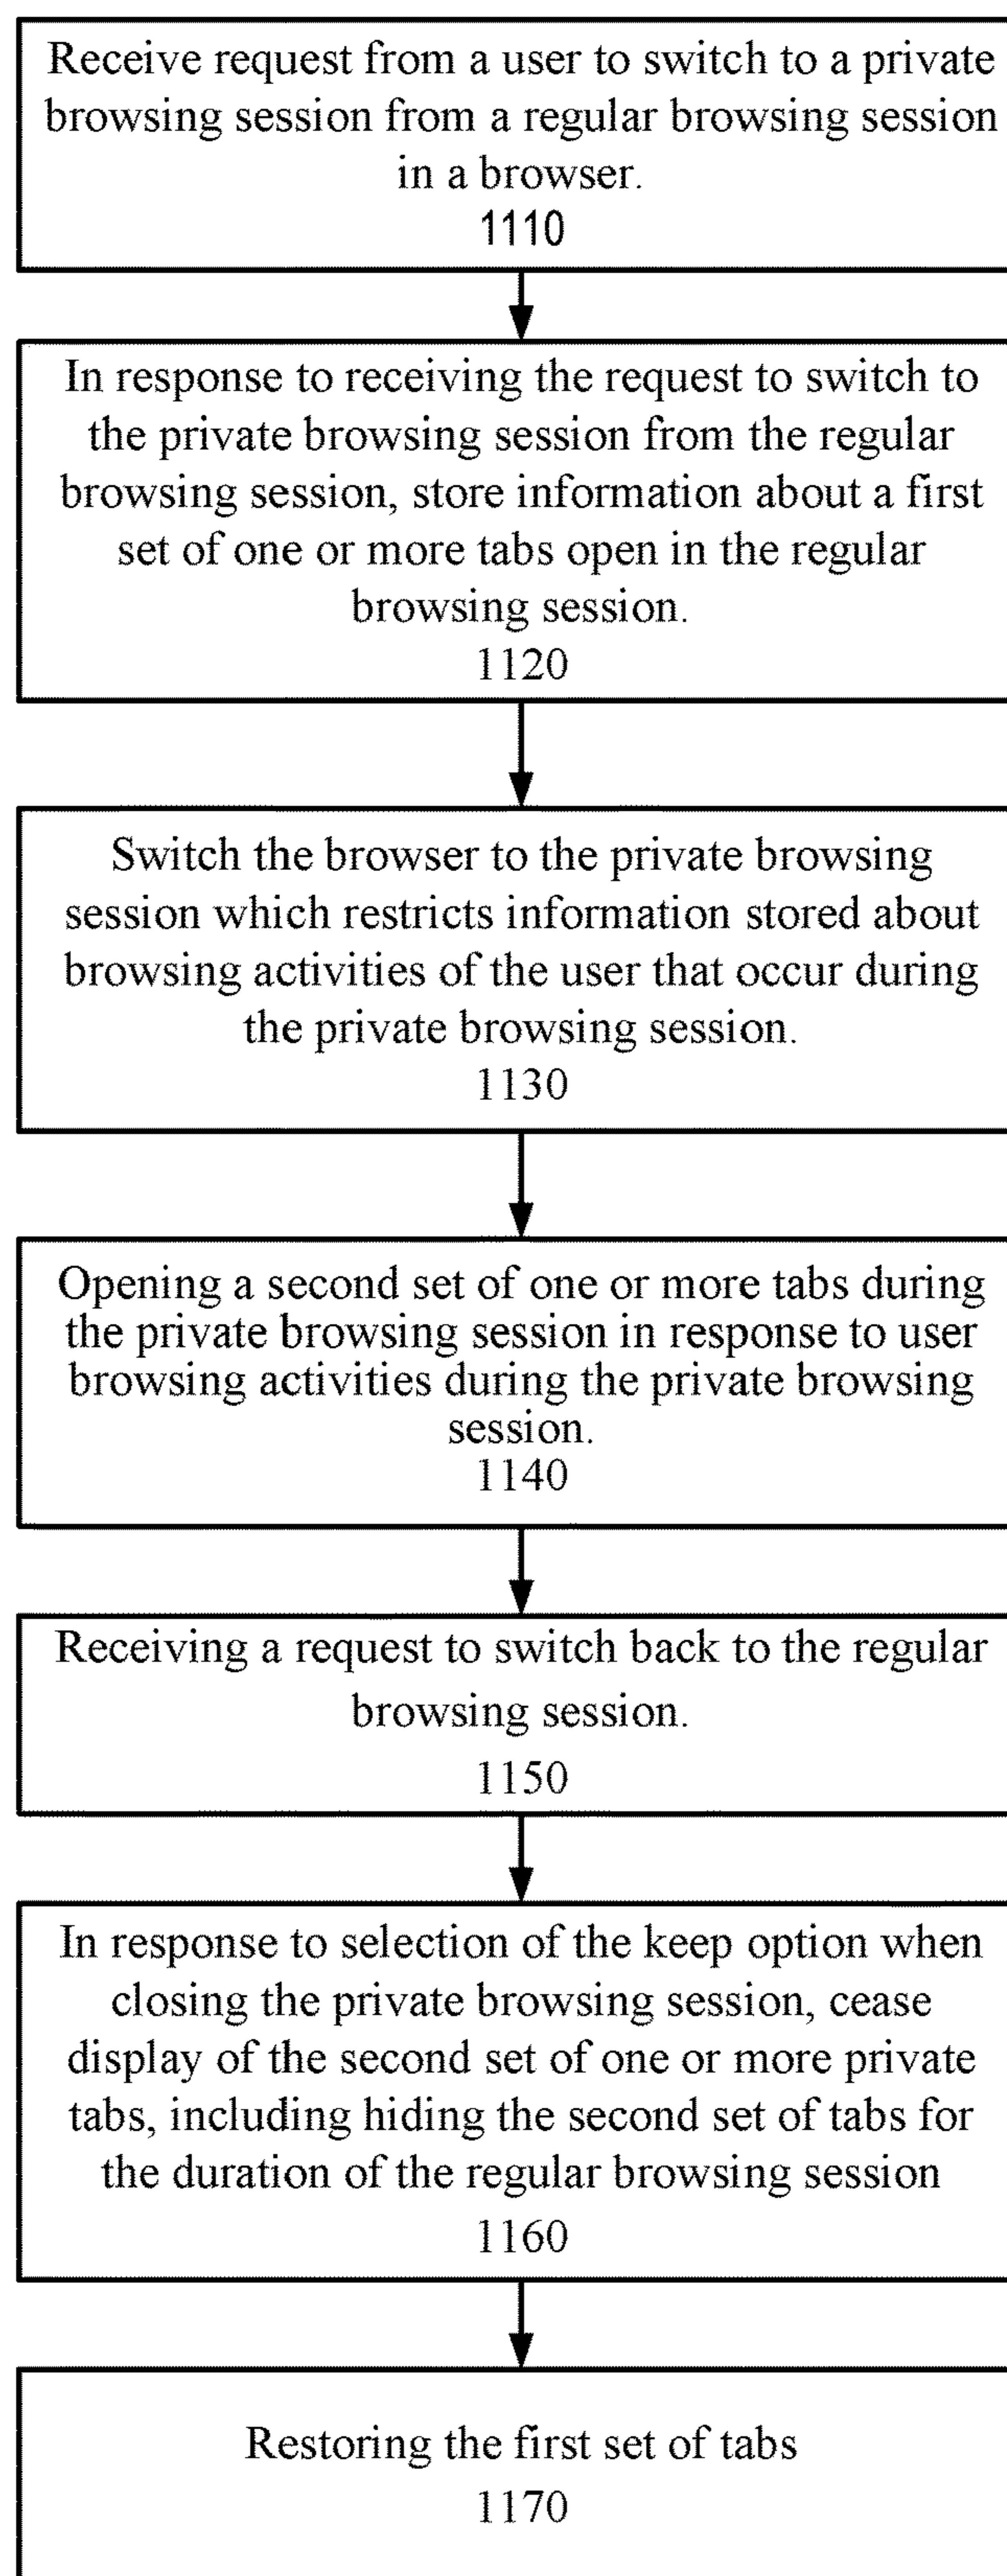 Receive request from a user to switch to a private
browsing session from a regular browsing session
in a browser.
1110
In response to receiving the request to switch to
the private browsing session from the regular
browsing session, store information about a first
set of one or more tabs open in the regular
browsing session.
1120
Switch the browser to the private browsing
session which restricts information stored about
browsing activities of the user that occur during
the private browsing session.
1130
Opening a second set of one or more tabs during
the private browsing session in response to user
browsing activities during the private browsing
session.
1140
Receiving a request to switch back to the regular
browsing session.
1150
In response to selection of the keep option when
closing the private browsing session, cease
display of the second set of one or more private
tabs, including hiding the second set of tabs for
the duration of the regular browsing session
1160
Restoring the first set of tabs
1170